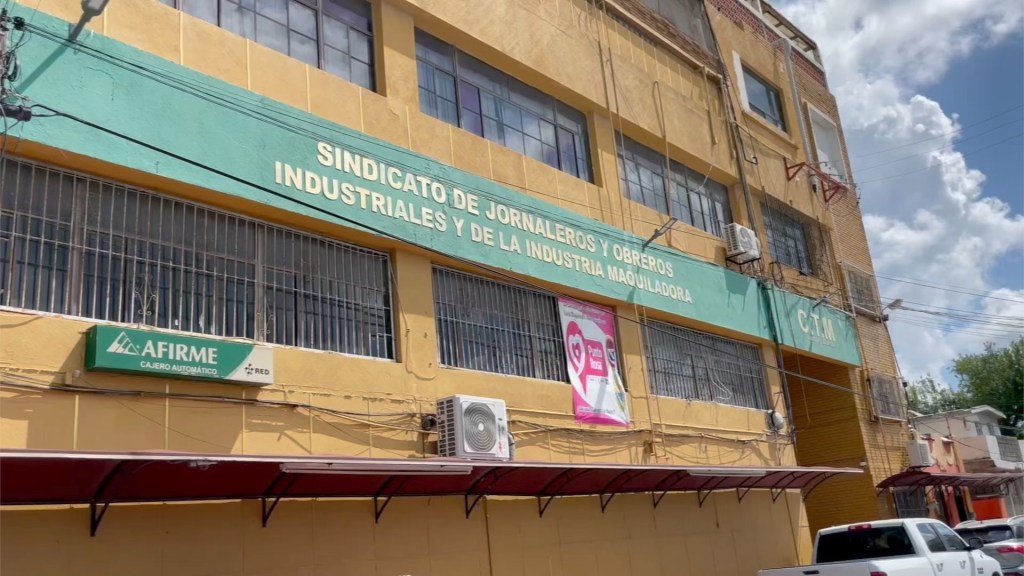 SINDICATO DE JORNALEROS Y OBREROS
INDUSTRIALES Y DE LA INDUSTRIA MAQUILADORA
C.T.M
AFIRME
CAJERO AUTOMÁTICO
RED